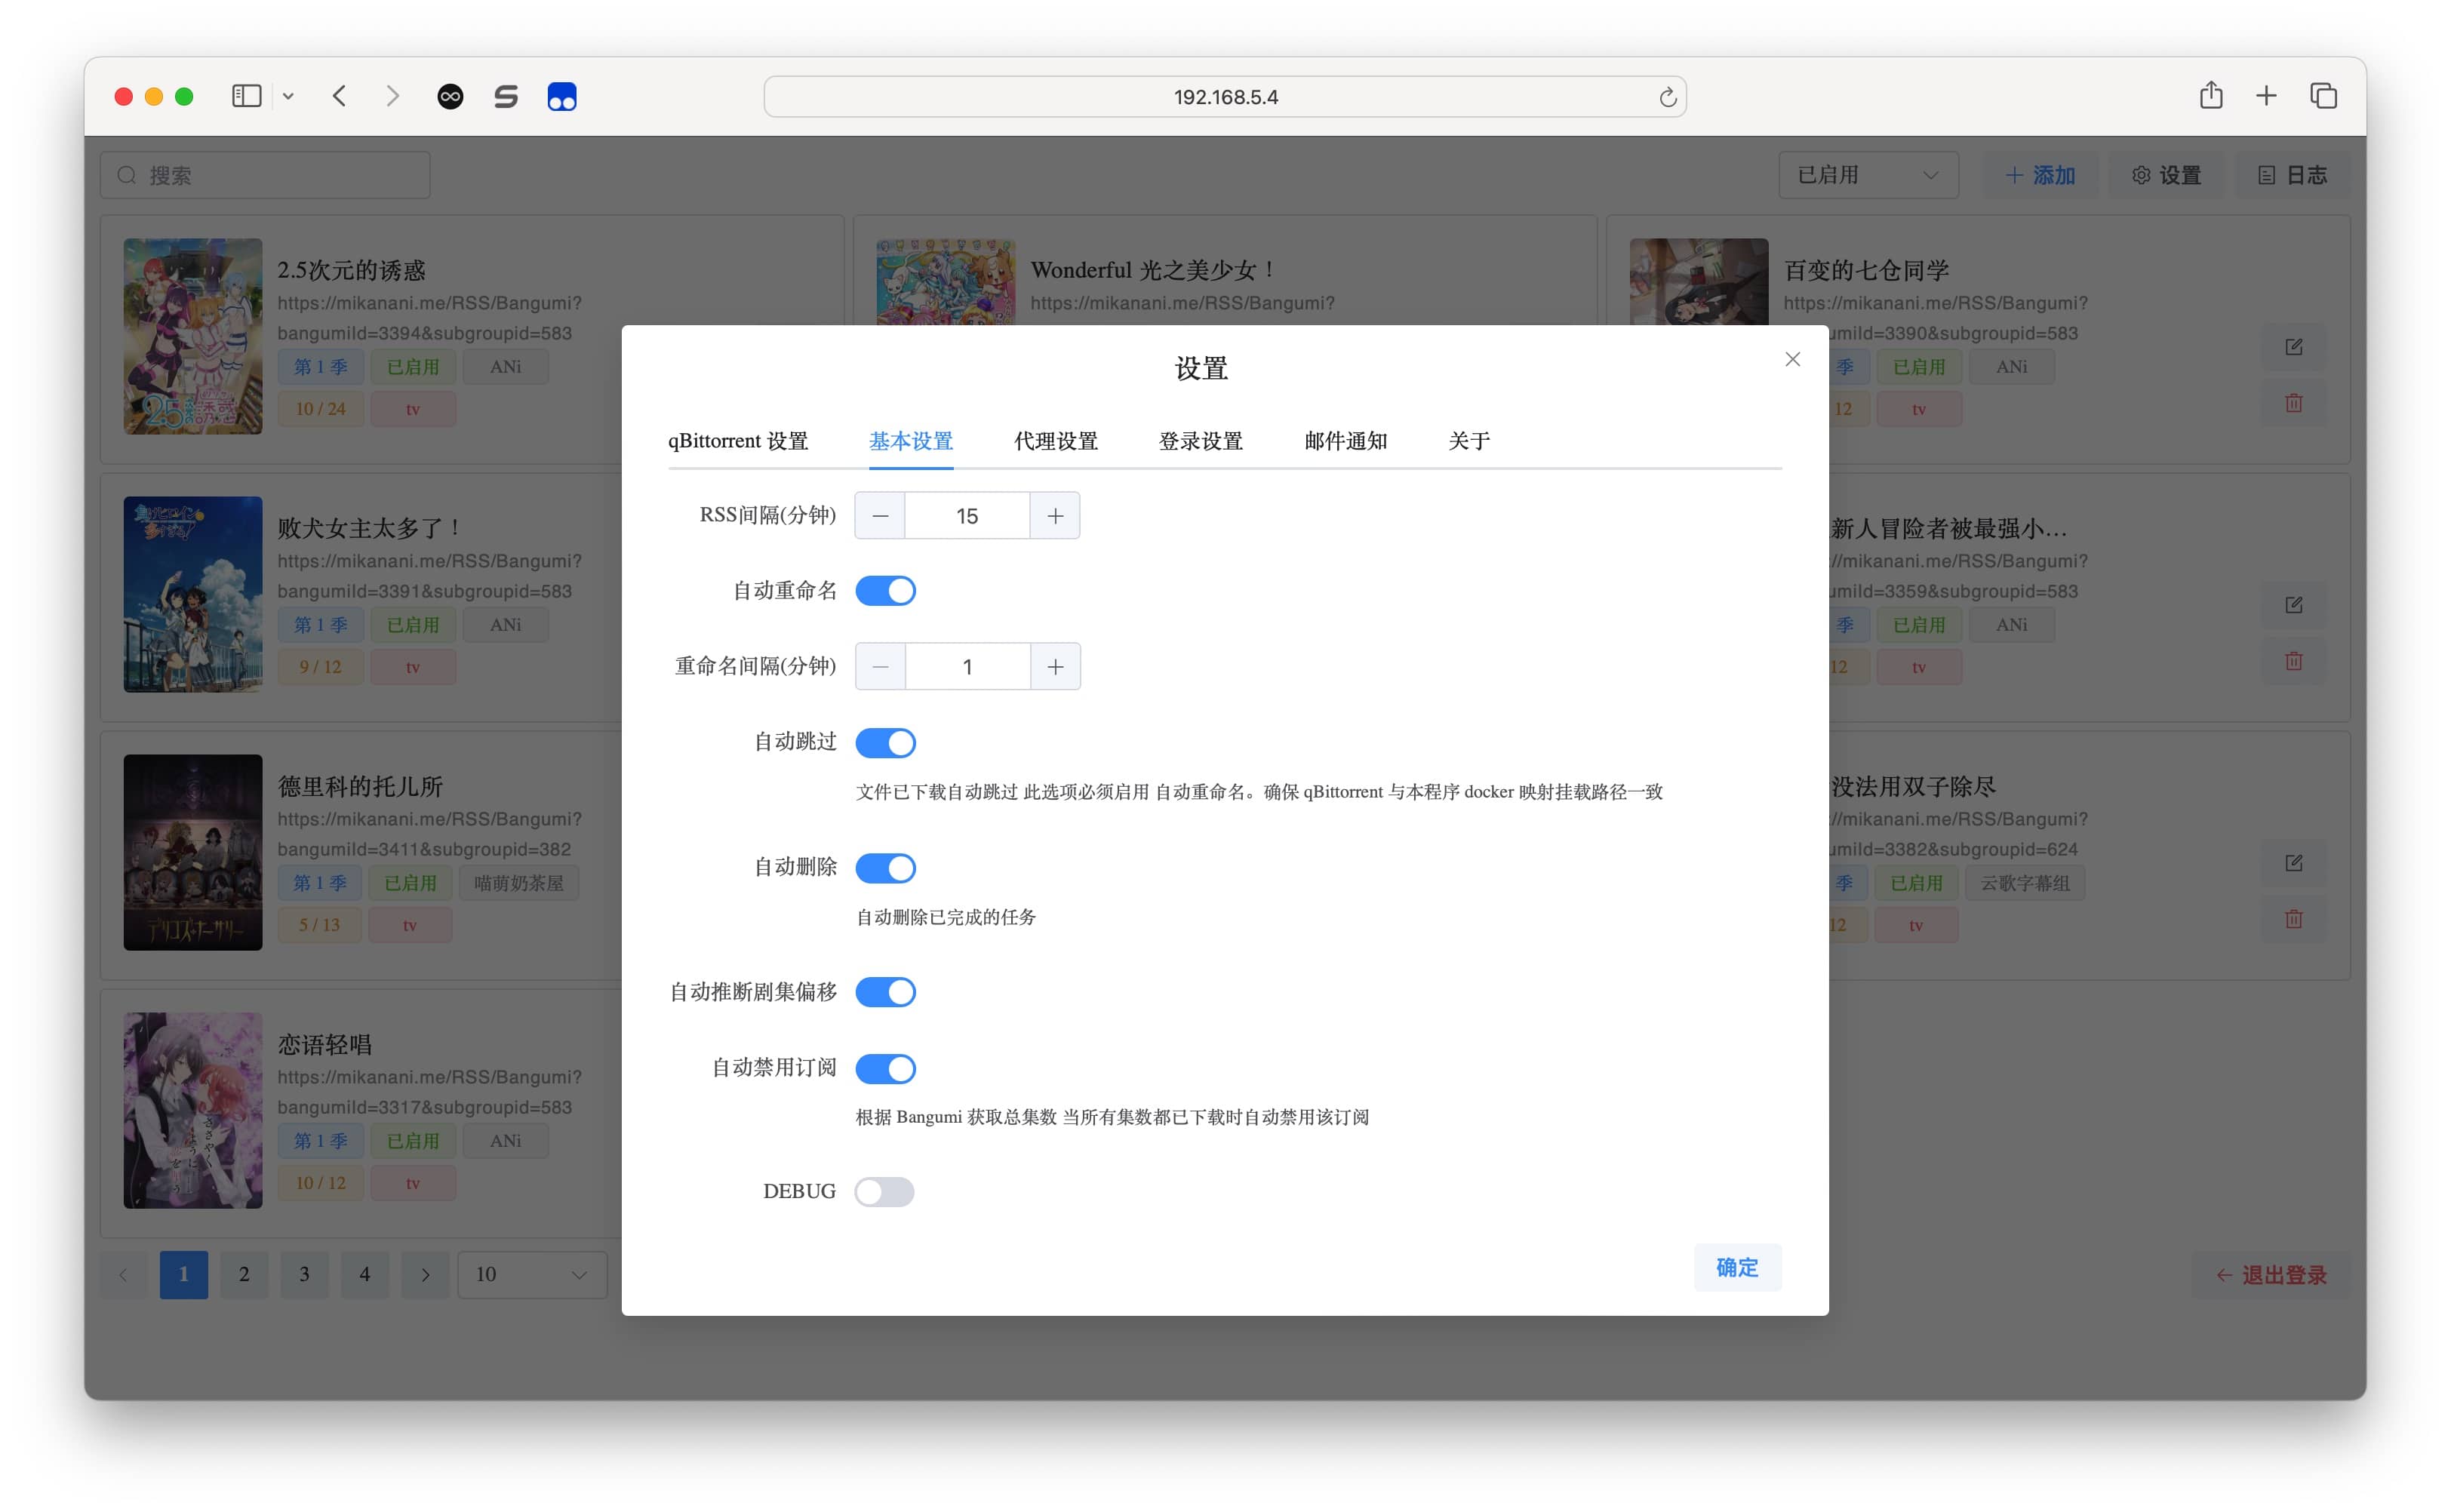 192.168.5.4
搜索
已启用
添加
设置
日志
2.5次元的诱惑
https://mikanani.me/RSS/Bangumi?
bangumiId=3394&subgroupid=583
第 1 季 已启用 ANi
10 / 24 tv
Wonderful 光之美少女！
https://mikanani.me/RSS/Bangumi?
百变的七仓同学
https://mikanani.me/RSS/Bangumi?
umiId=3390&subgroupid=583
季 已启用 ANi
12 tv
败犬女主太多了！
https://mikanani.me/RSS/Bangumi?
bangumiId=3391&subgroupid=583
第 1 季 已启用 ANi
9 / 12 tv
新人冒险者被最强小…
//mikanani.me/RSS/Bangumi?
umiId=3359&subgroupid=583
季 已启用 ANi
12 tv
德里科的托儿所
https://mikanani.me/RSS/Bangumi?
bangumiId=3411&subgroupid=382
第 1 季 已启用 喵萌奶茶屋
5 / 13 tv
没法用双子除尽
//mikanani.me/RSS/Bangumi?
umiId=3382&subgroupid=624
季 已启用 云歌字幕组
12 tv
恋语轻唱
https://mikanani.me/RSS/Bangumi?
bangumiId=3317&subgroupid=583
第 1 季 已启用 ANi
10 / 12 tv
1 2 3 4 10
退出登录
设置
qBittorrent 设置 基本设置 代理设置 登录设置 邮件通知 关于
RSS间隔(分钟) 15
自动重命名
重命名间隔(分钟) 1
自动跳过
文件已下载自动跳过 此选项必须启用 自动重命名。确保 qBittorrent 与本程序 docker 映射挂载路径一致
自动删除
自动删除已完成的任务
自动推断剧集偏移
自动禁用订阅
根据 Bangumi 获取总集数 当所有集数都已下载时自动禁用该订阅
DEBUG
确定